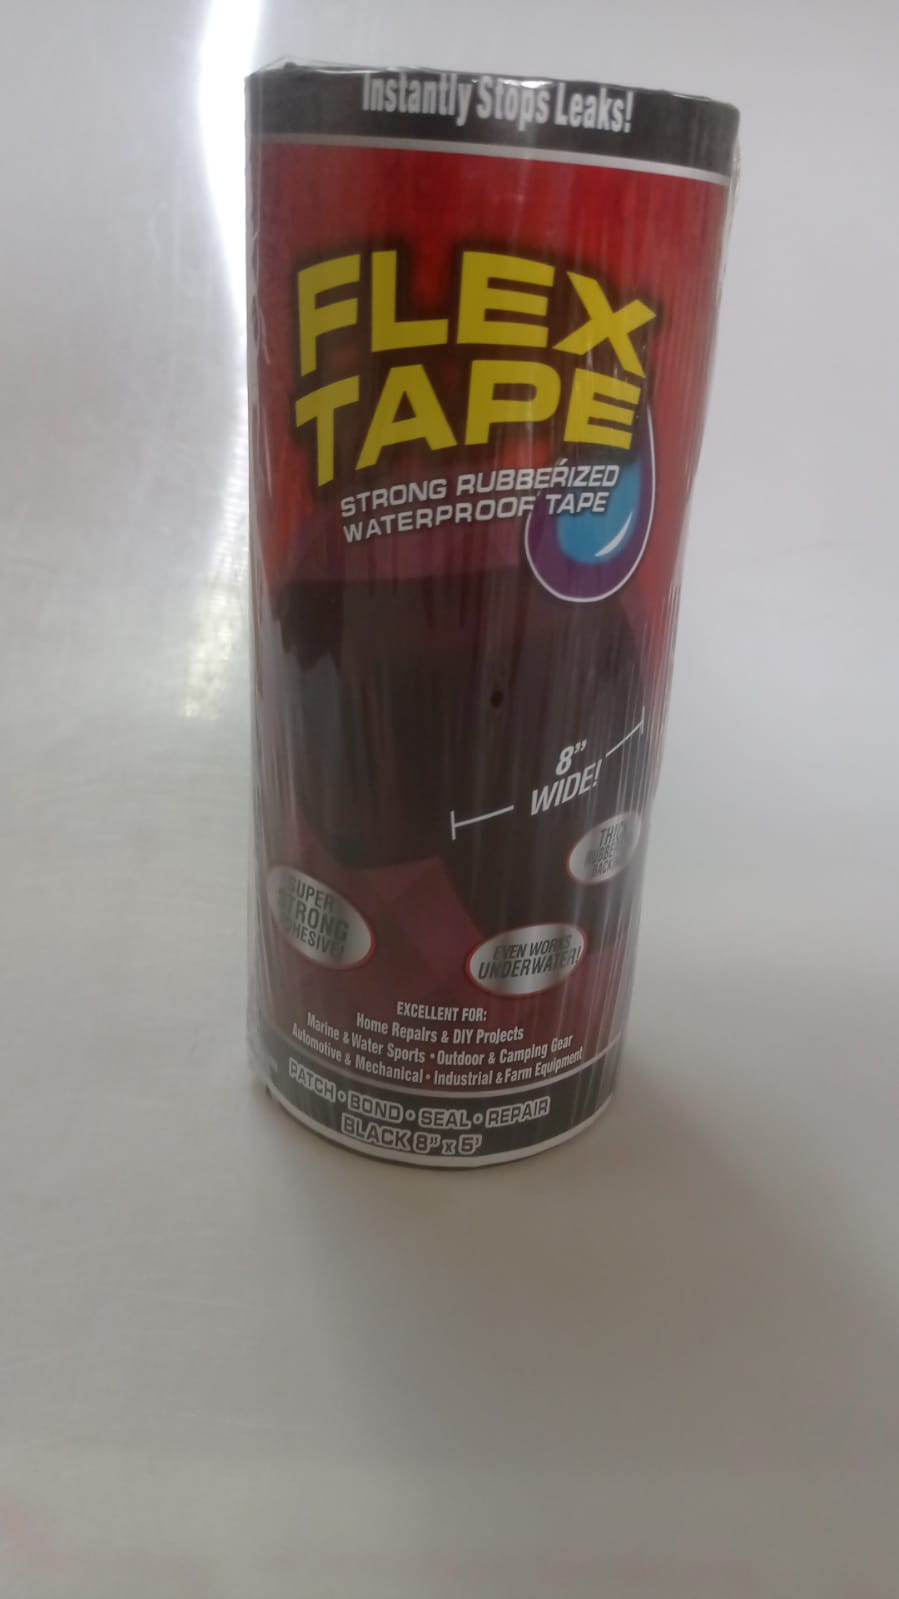 Instantly Stops Leaks!
FLEX
TAPE
STRONG RUBBERIZED
WATERPROOF TAPE
8”
WIDE!
SUPER
STRONG
ADHESIVE!
EVEN WORKS
UNDERWATER!
EXCELLENT FOR:
Home Repairs & DIY Projects
Marine & Water Sports • Outdoor & Camping Gear
Automotive & Mechanical • Industrial & Farm Equipment
PATCH • BOND • SEAL • REPAIR
BLACK 8" x 5'